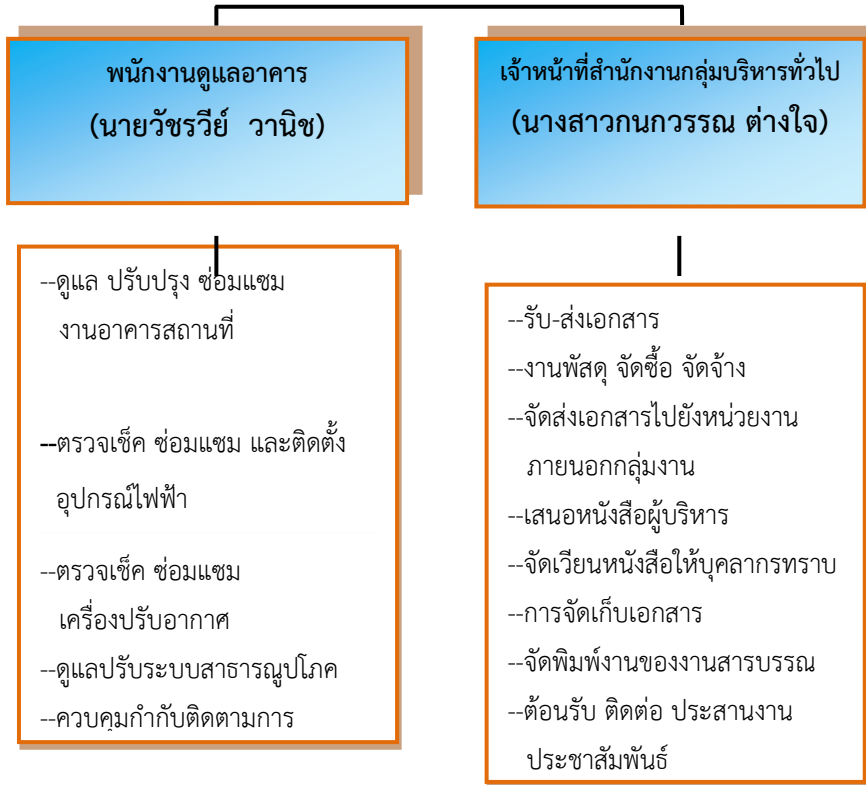 พนักงานดูแลอาคาร
(นายวัชรวีย์ วานิช)
--ดูแล ปรับปรุง ซ่อมแซม
งานอาคารสถานที่
--ตรวจเช็ค ซ่อมแซม และติดตั้ง
อุปกรณ์ไฟฟ้า
--ตรวจเช็ค ซ่อมแซม
เครื่องปรับอากาศ
--ดูแลปรับระบบสาธารณูปโภค
--ควบคุมกำกับติดตามการ
เจ้าหน้าที่สำนักงานกลุ่มบริหารทั่วไป
(นางสาวกนกวรรณ ต่างใจ)
--รับ-ส่งเอกสาร
--งานพัสดุ จัดซื้อ จัดจ้าง
--จัดส่งเอกสารไปยังหน่วยงาน
ภายนอกกลุ่มงาน
--เสนอหนังสือผู้บริหาร
--จัดเวียนหนังสือให้บุคลากรทราบ
--การจัดเก็บเอกสาร
--จัดพิมพ์งานของงานสารบรรณ
--ต้อนรับ ติดต่อ ประสานงาน
ประชาสัมพันธ์